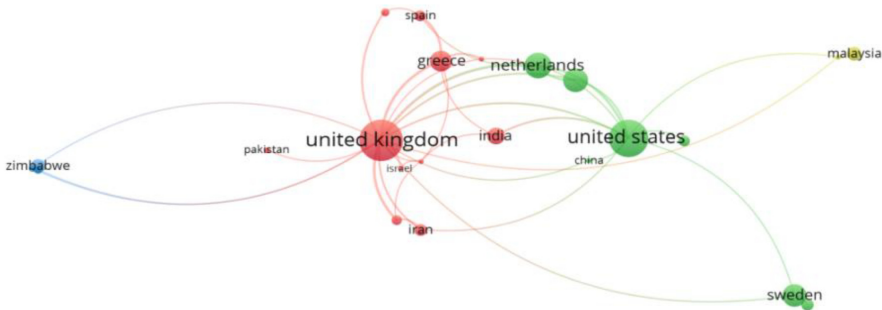 spain
greece
netherlands
malaysia
united kingdom
india
united states
pakistan
israel
china
zimbabwe
iran
sweden